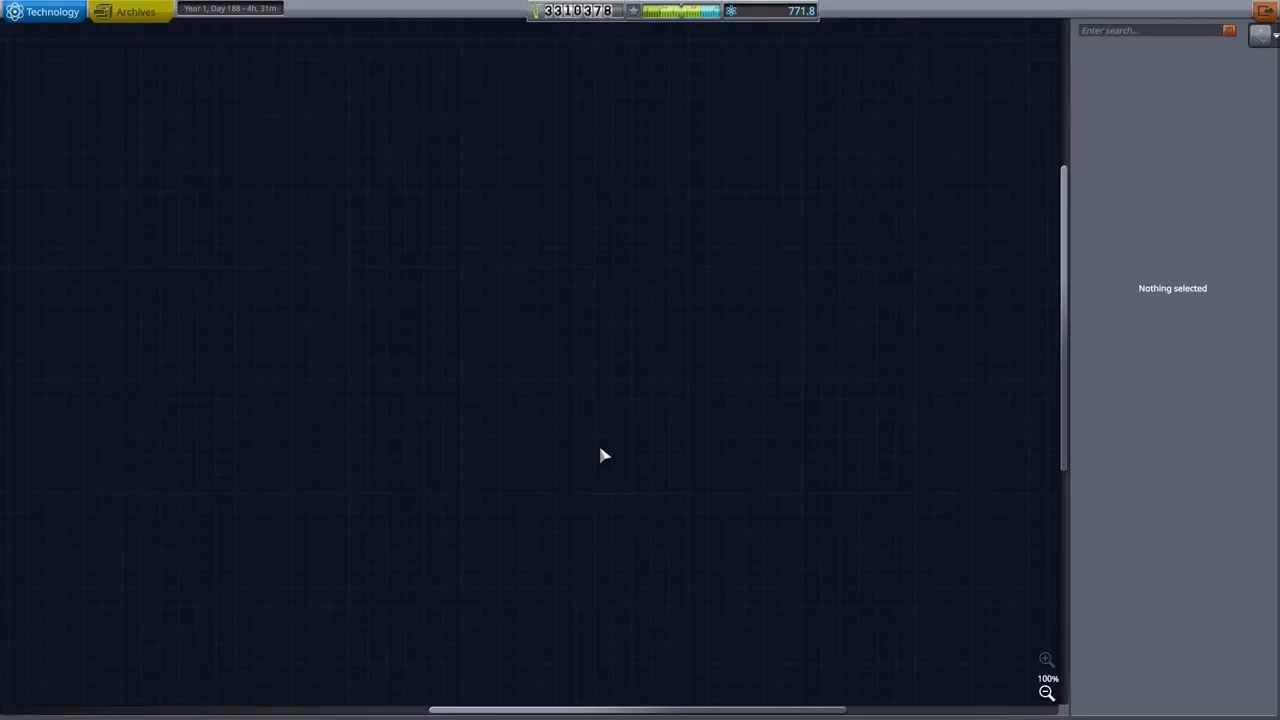 Technology
Archives
Year 1, Day 188 - 4h, 31m
3310378
771.8
Enter search...
Nothing selected
100%